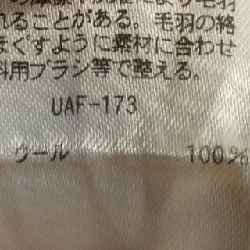 れることがある。毛羽の絡
まぐすように素材に合わせ
用ブラシ等で整える。
UAF-173
ウール 100%